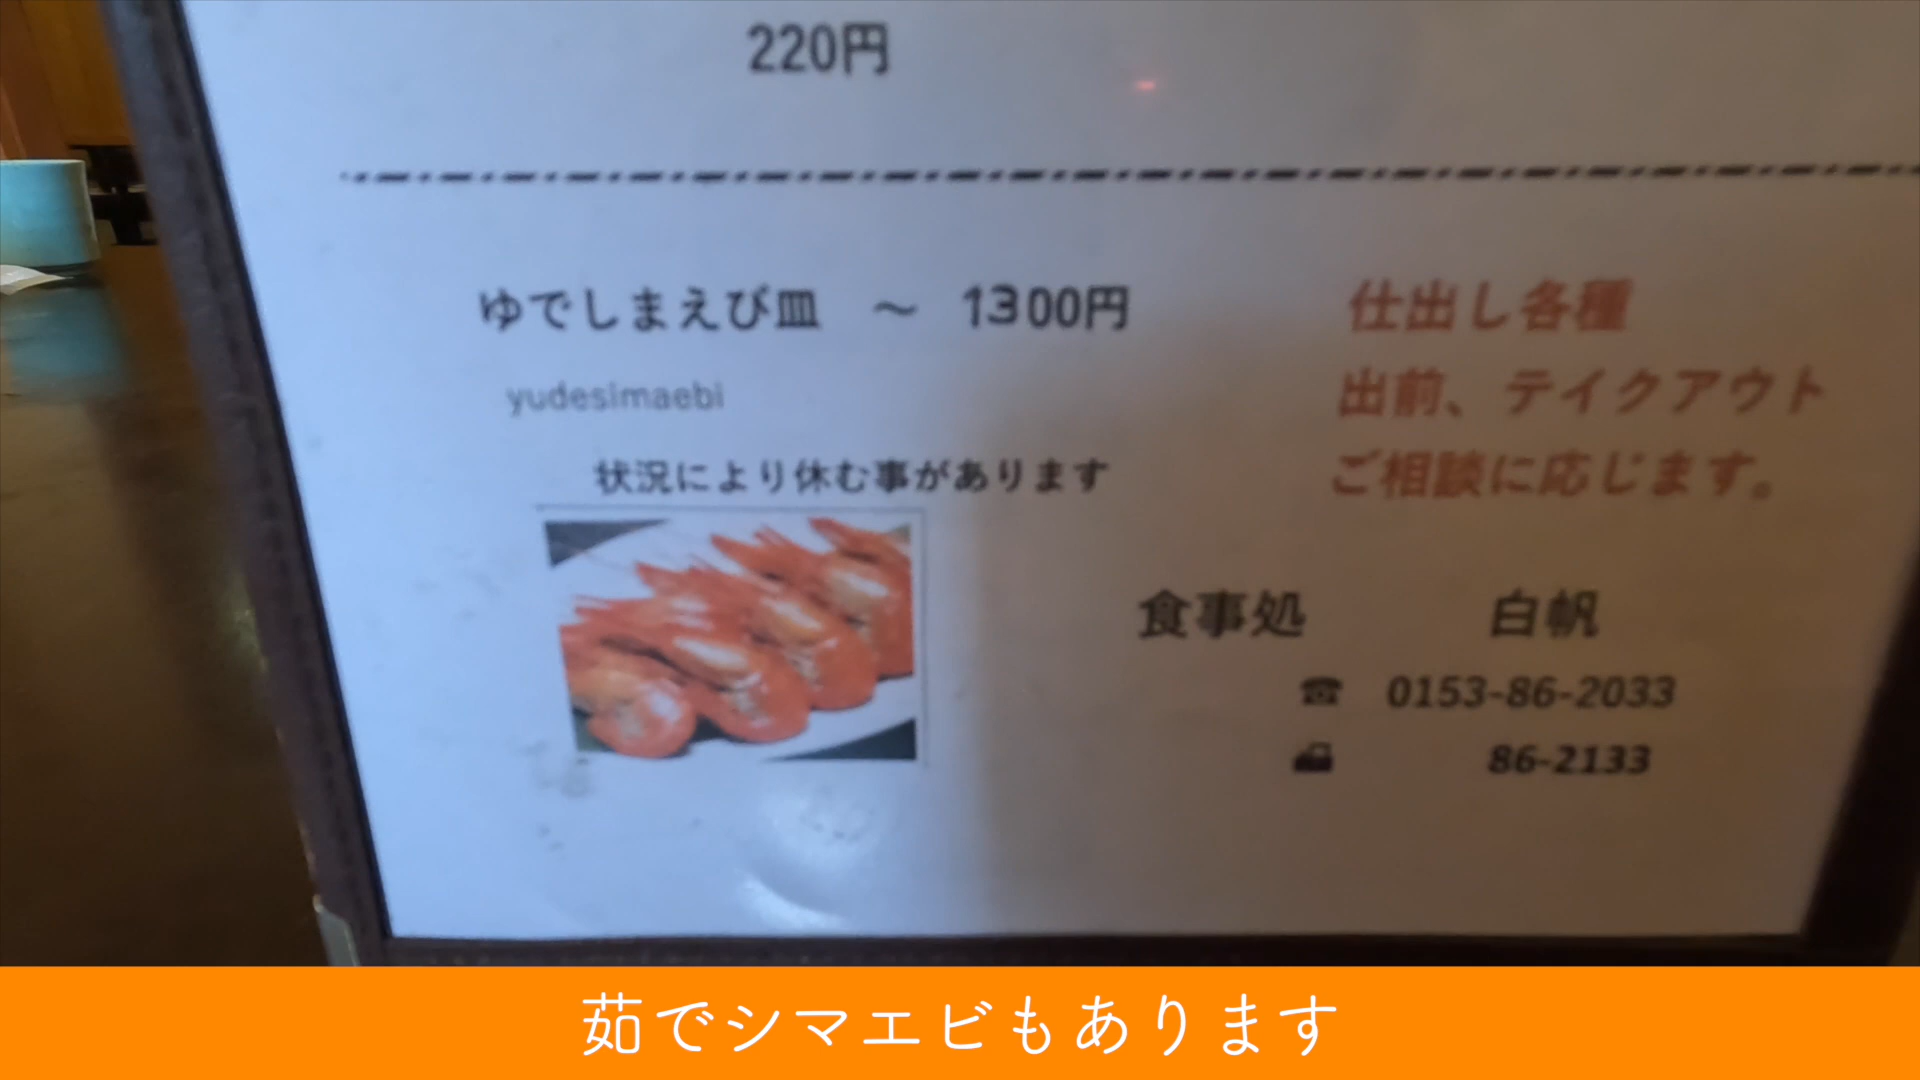 220円
ゆでしまえび皿 ～ 1300円
yudesimaebi
状況により休む事があります
仕出し各種
出前、テイクアウト
ご相談に応じます。
食事処 白帆
☎ 0153-86-2033
86-2133
茹でシマエビもあります